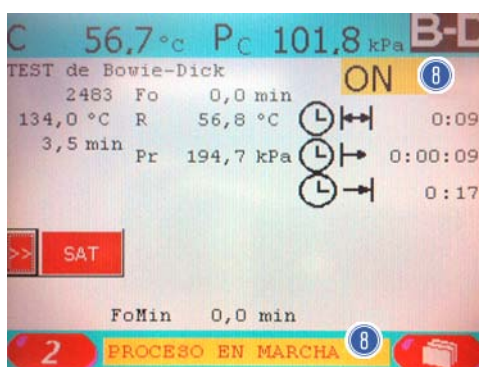 C 56,7 °C PC 101,8 kPa B-D
TEST de Bowie-Dick ON 8
2483 Fo 0,0 min
134,0 °C R 56,8 °C 0:09
3,5 min Pr 194,7 kPa 0:00:09
0:17
>> SAT
FoMin 0,0 min
2 PROCESO EN MARCHA 8